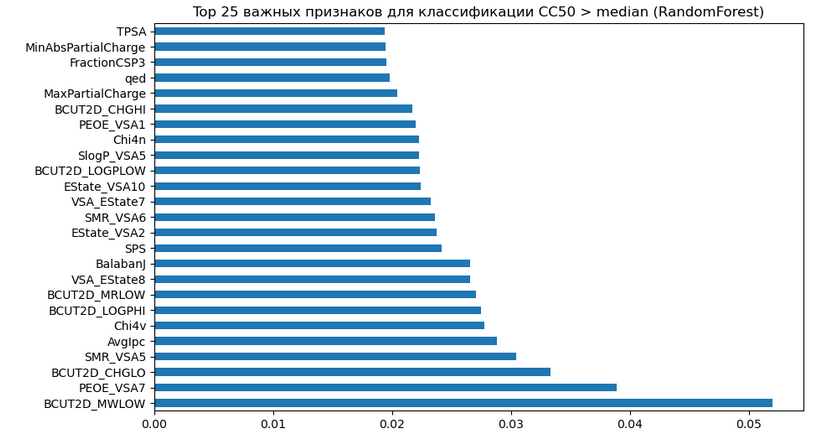 Top 25 важных признаков для классификации CC50 > median (RandomForest)
TPSA
MinAbsPartialCharge
FractionCSP3
qed
MaxPartialCharge
BCUT2D_CHGHI
PEOE_VSA1
Chi4n
SlogP_VSA5
BCUT2D_LOGPLOW
EState_VSA10
VSA_EState7
SMR_VSA6
EState_VSA2
SPS
BalabanJ
VSA_EState8
BCUT2D_MRLOW
BCUT2D_LOGPHI
Chi4v
AvgIpc
SMR_VSA5
BCUT2D_CHGLO
PEOE_VSA7
BCUT2D_MWLOW
0.00 0.01 0.02 0.03 0.04 0.05